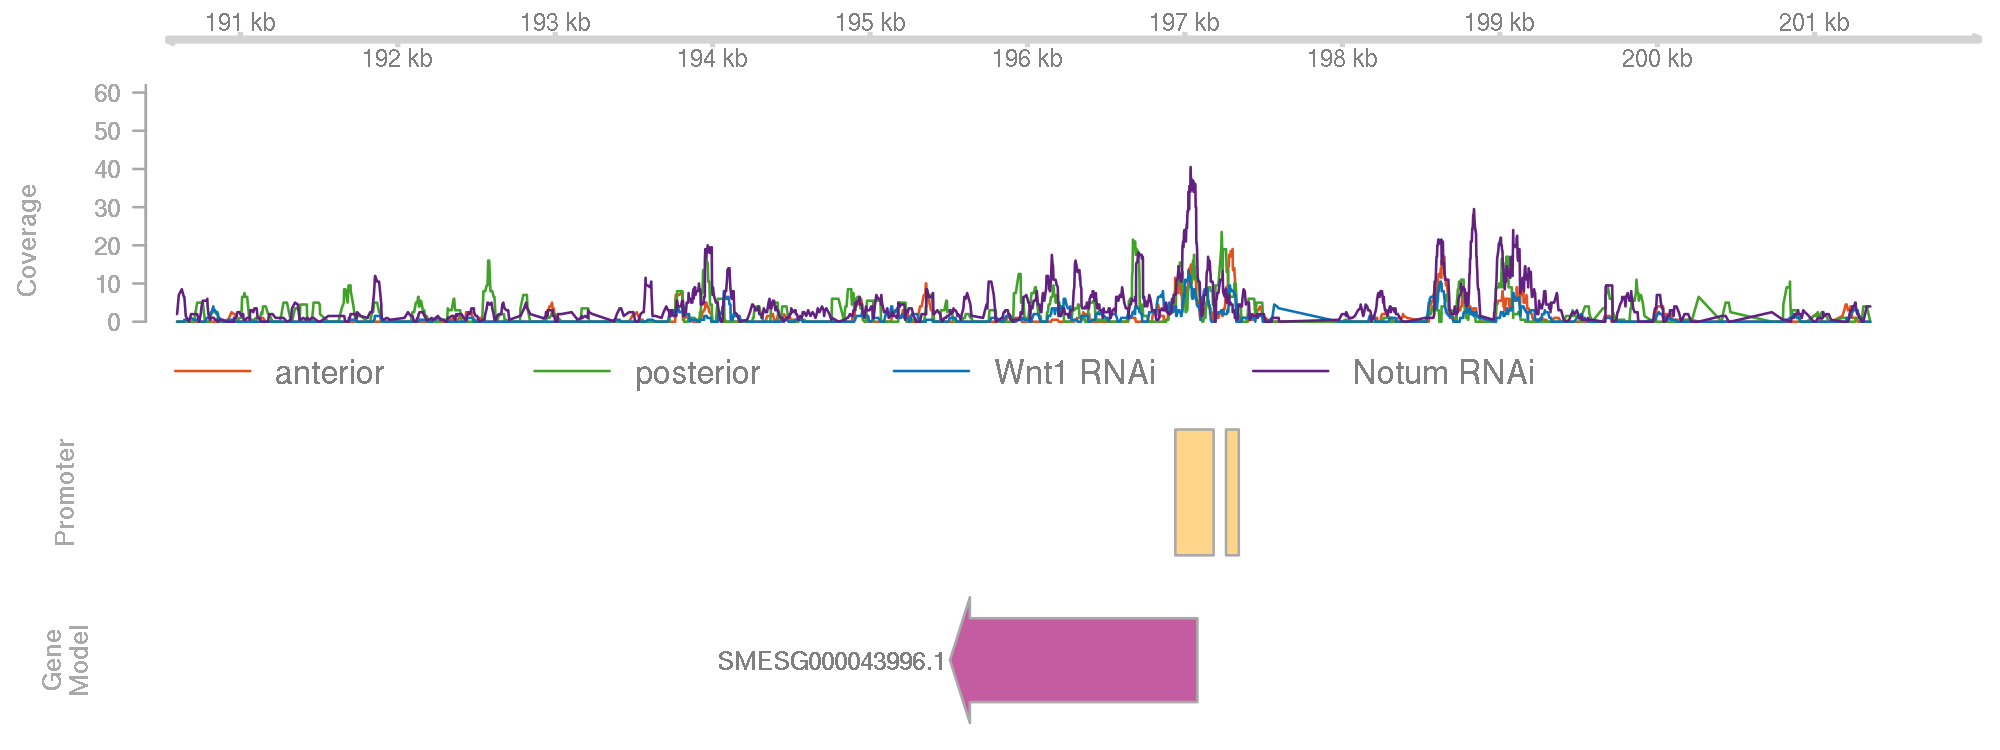 191 kb 193 kb 195 kb 197 kb 199 kb 201 kb
192 kb 194 kb 196 kb 198 kb 200 kb
Coverage
60
50
40
30
20
10
0
anterior posterior Wnt1 RNAi Notum RNAi
Promoter
Gene
Model
SMESG000043996.1